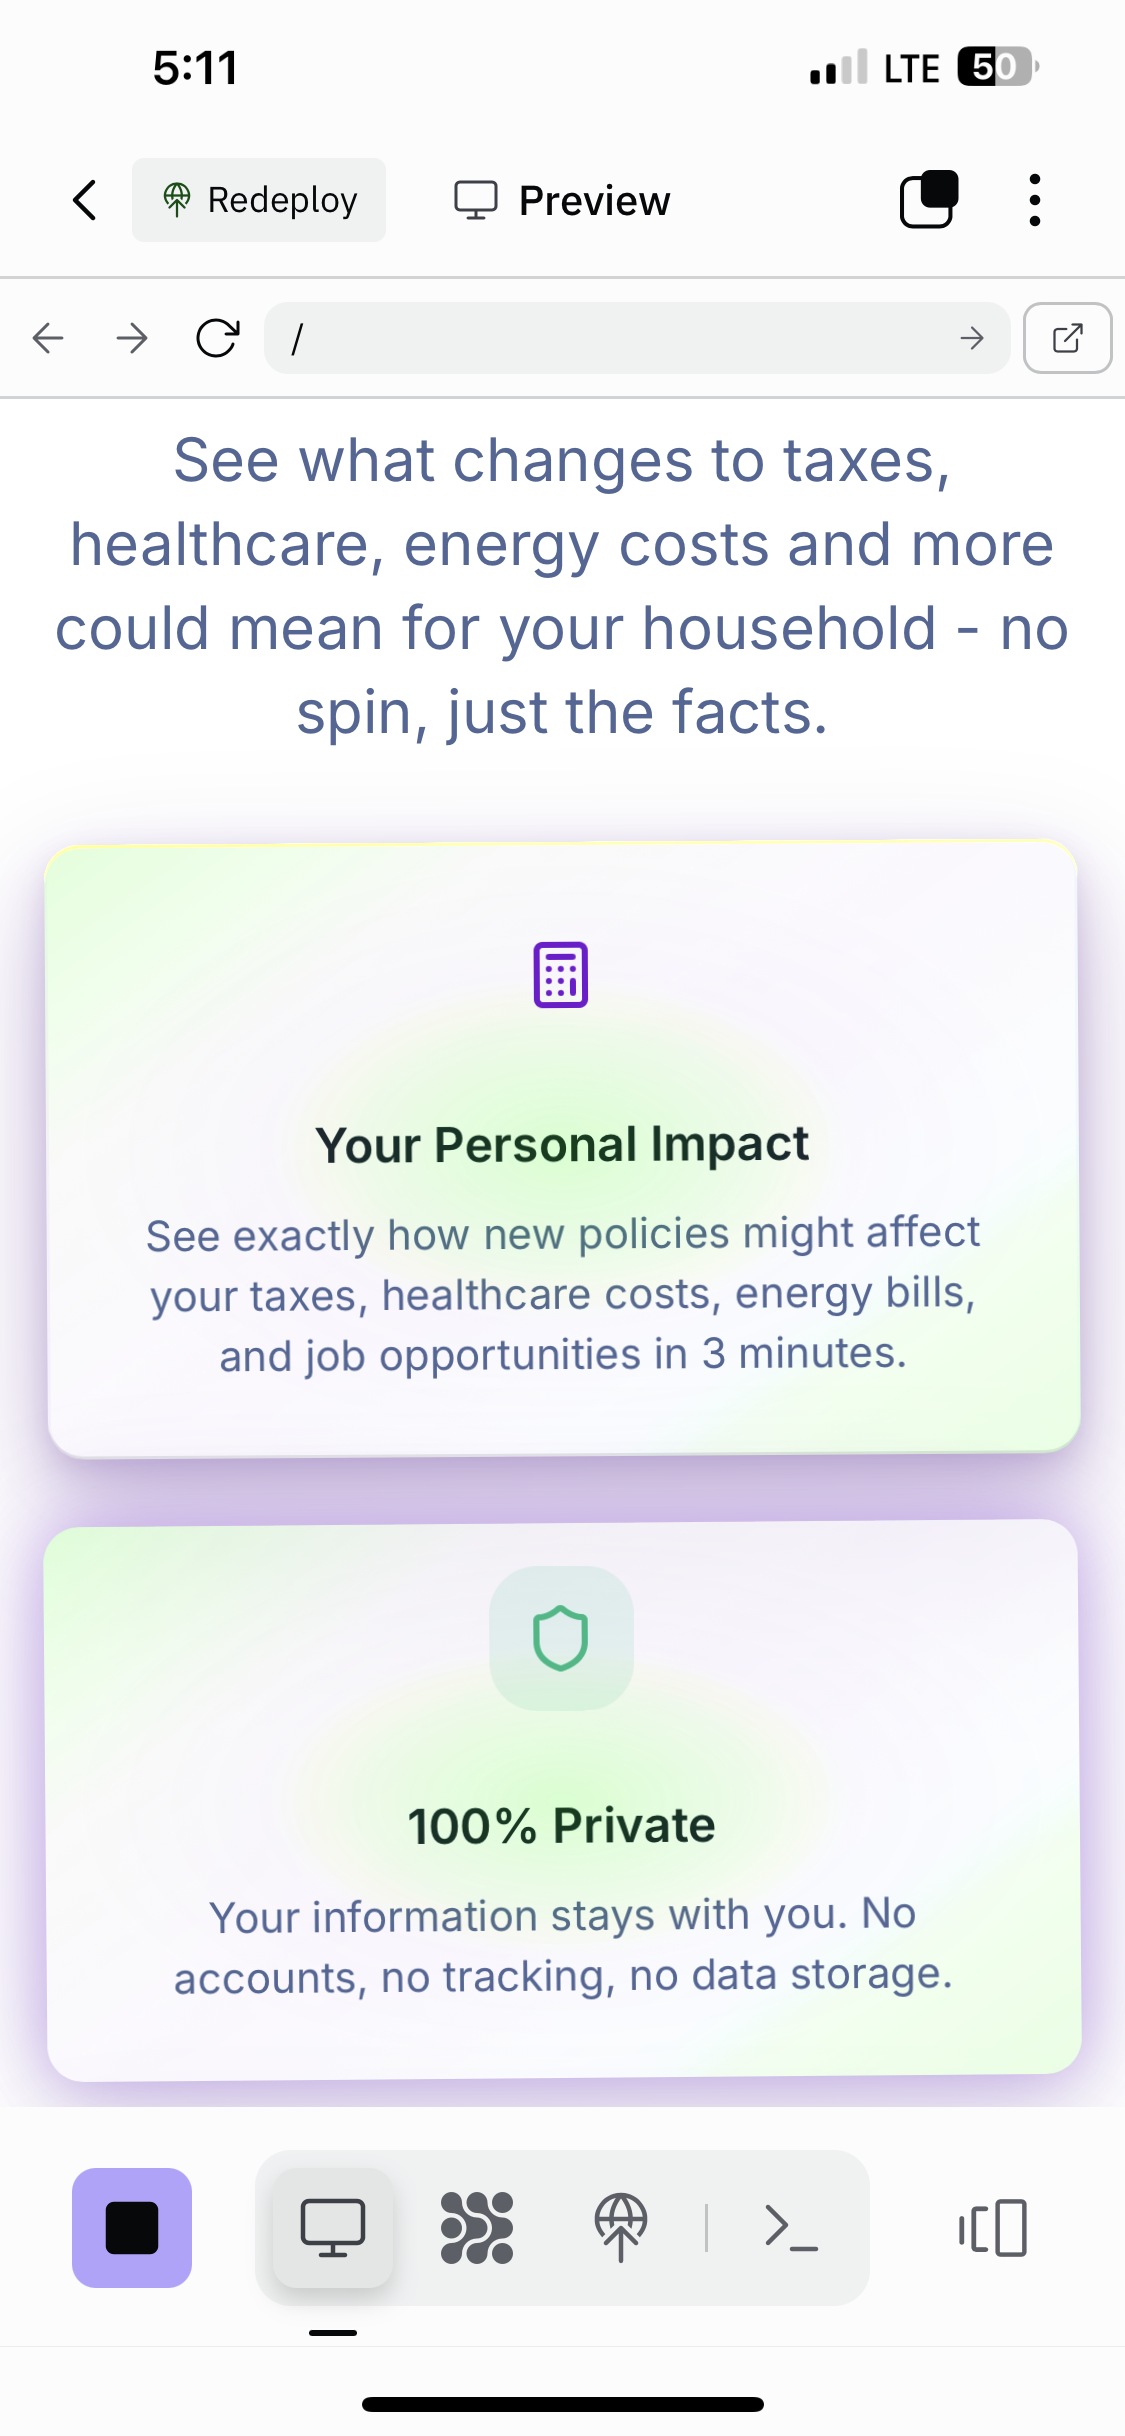 5:11
LTE 50
Redeploy
Preview
/
See what changes to taxes,
healthcare, energy costs and more
could mean for your household - no
spin, just the facts.
Your Personal Impact
See exactly how new policies might affect
your taxes, healthcare costs, energy bills,
and job opportunities in 3 minutes.
100% Private
Your information stays with you. No
accounts, no tracking, no data storage.